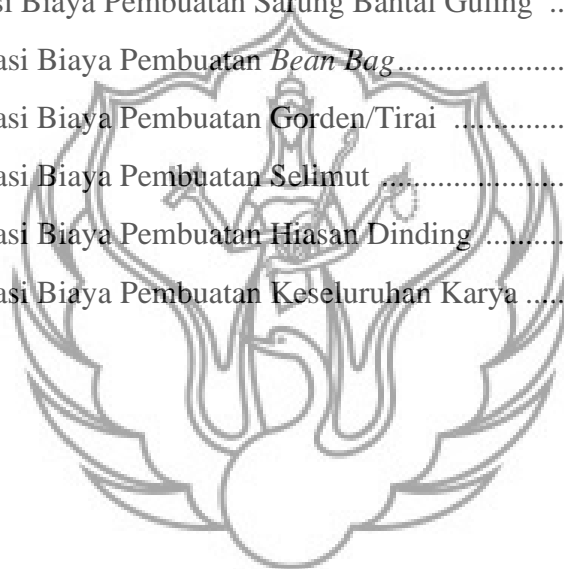 si Biaya Pembuatan Sarung Bantal Guling ..
asi Biaya Pembuatan Bean Bag.....................
asi Biaya Pembuatan Gorden/Tirai ..............
asi Biaya Pembuatan Selimut .......................
asi Biaya Pembuatan Hiasan Dinding ..........
asi Biaya Pembuatan Keseluruhan Karya .....